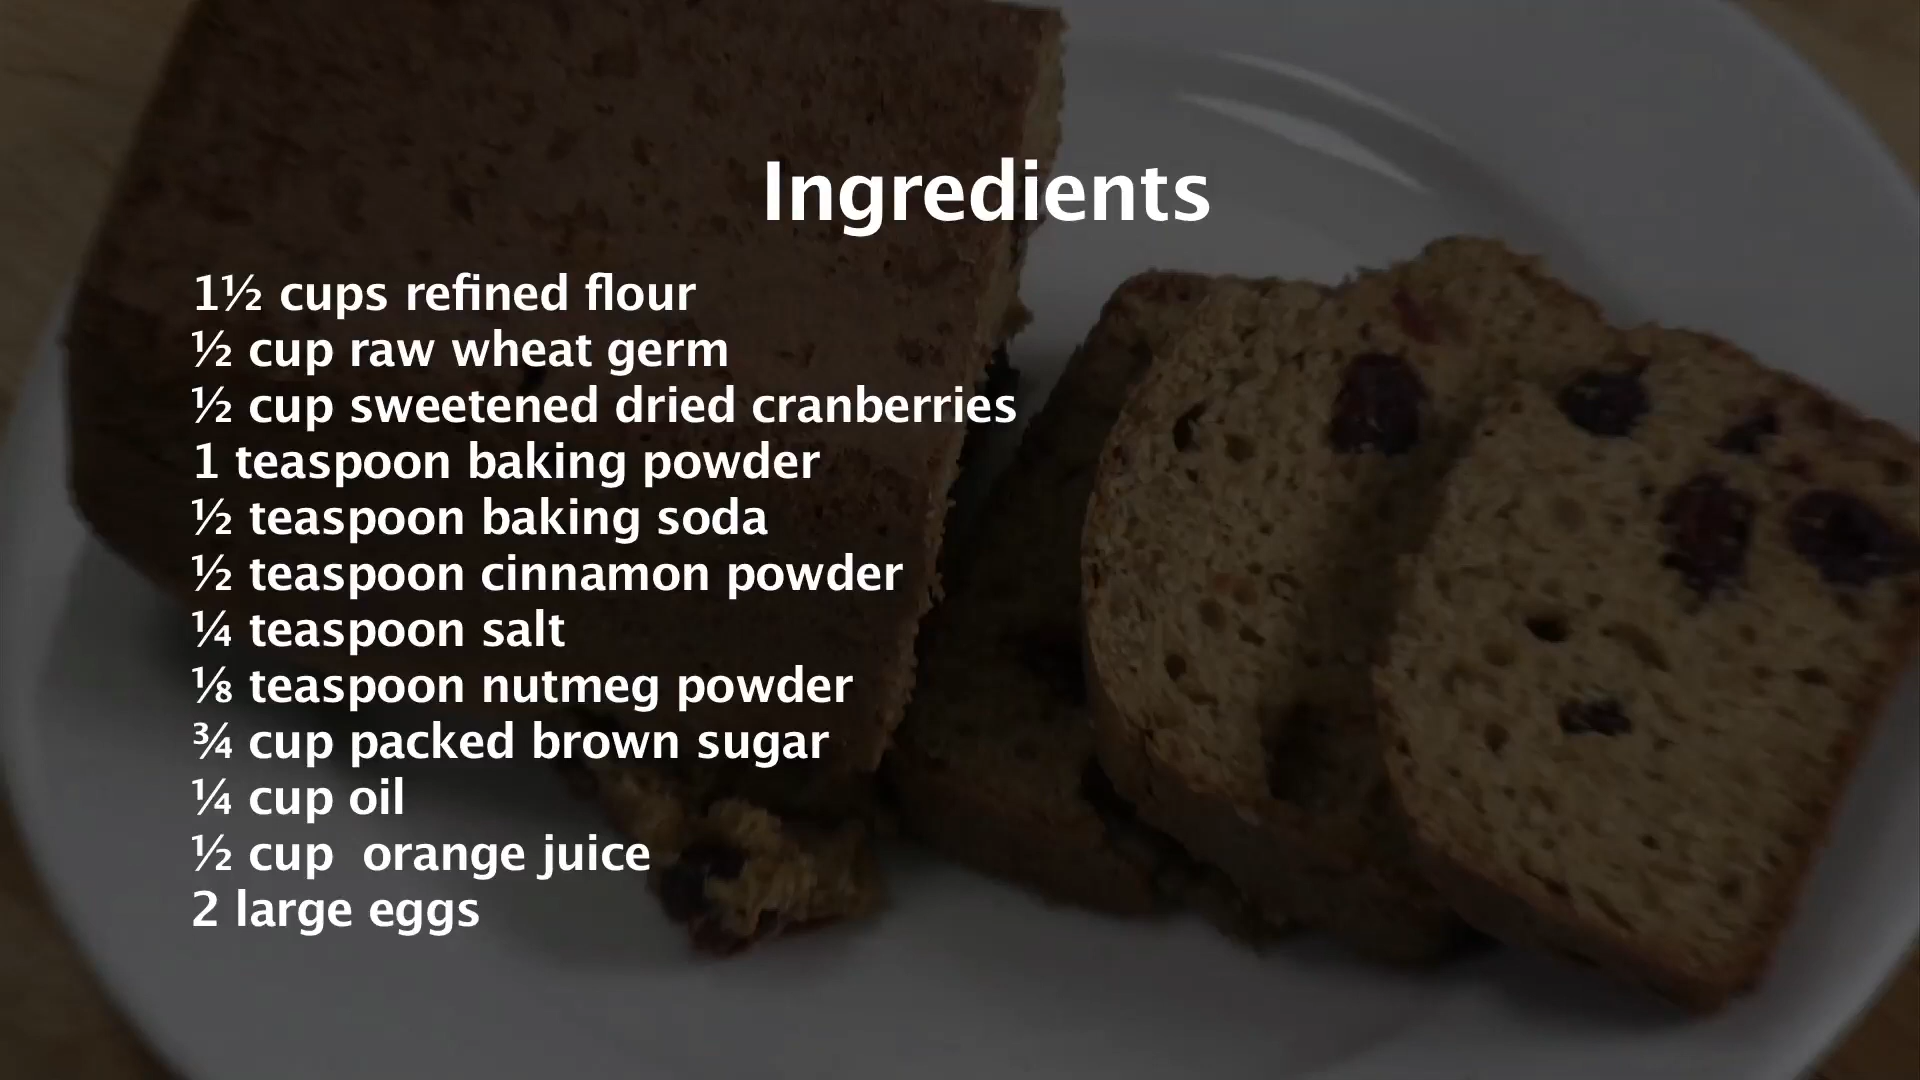 Ingredients
1½ cups refined flour
½ cup raw wheat germ
½ cup sweetened dried cranberries
1 teaspoon baking powder
½ teaspoon baking soda
½ teaspoon cinnamon powder
¼ teaspoon salt
⅛ teaspoon nutmeg powder
¾ cup packed brown sugar
¼ cup oil
½ cup  orange juice
2 large eggs